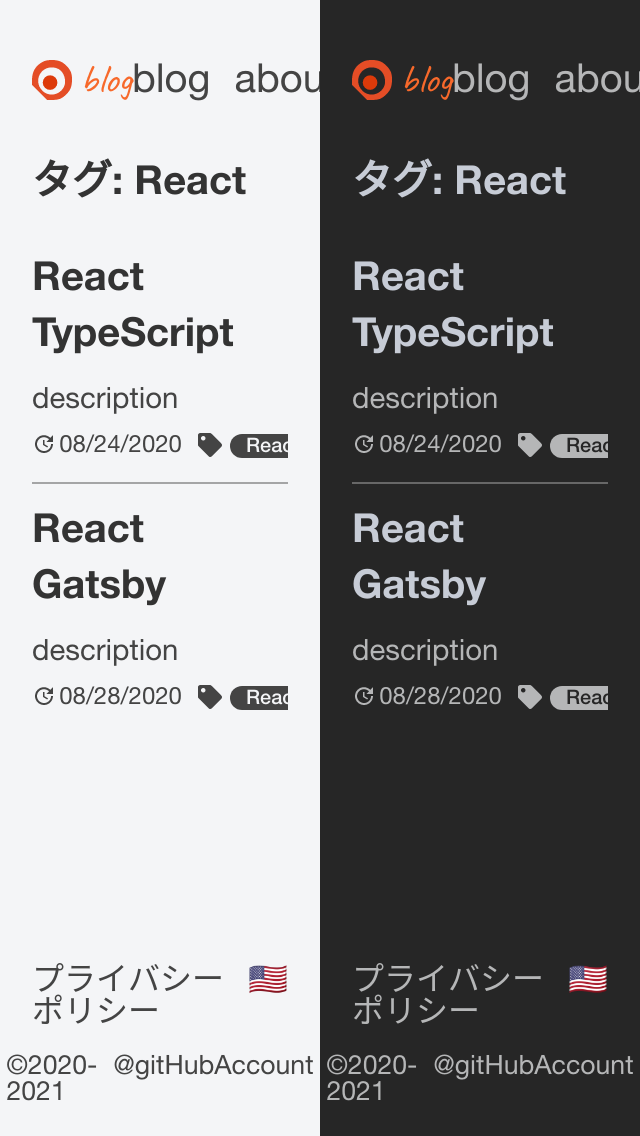 blog blog abou
タグ: React
React
TypeScript
description
08/24/2020 Reac
React
Gatsby
description
08/28/2020 Reac
プライバシー
ポリシー
©2020-
2021
@gitHubAccount
blog blog abou
タグ: React
React
TypeScript
description
08/24/2020 Reac
React
Gatsby
description
08/28/2020 Reac
プライバシー
ポリシー
©2020-
2021
@gitHubAccount